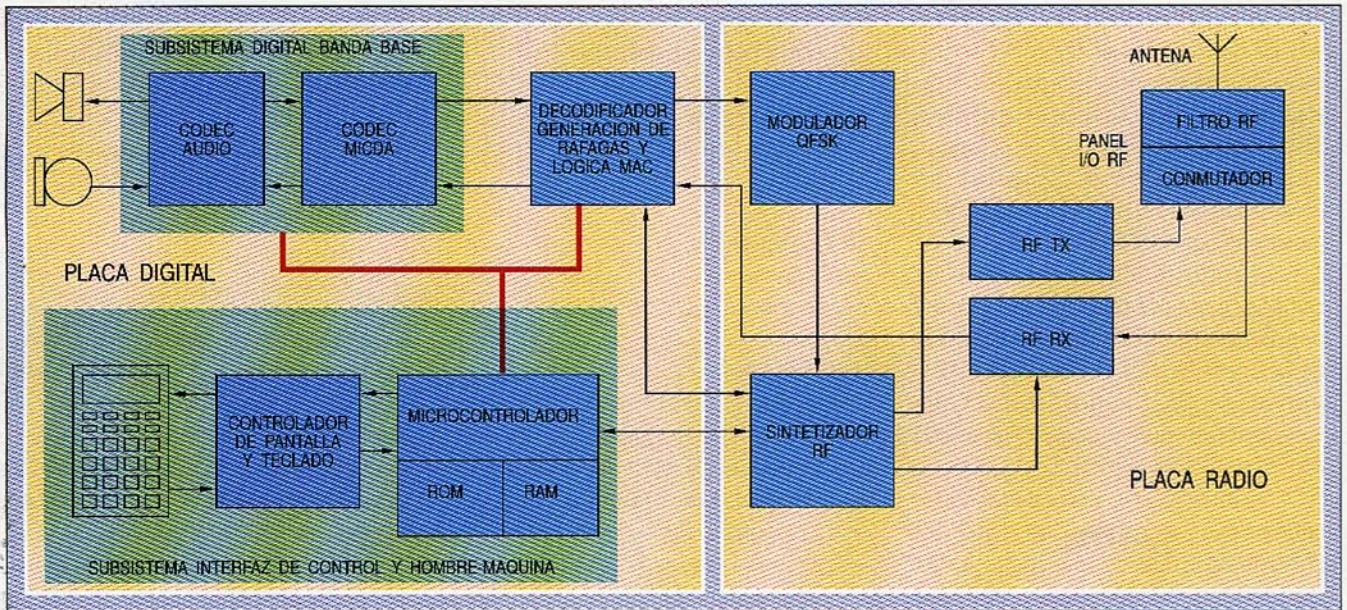 SUBSISTEMA DIGITAL BANDA BASE
CODEC
AUDIO
CODEC
MICDA
DECODIFICADOR
GENERACION DE
RAFAGAS Y
LOGICA MAC
PLACA DIGITAL
CONTROLADOR
DE PANTALLA
Y TECLADO
MICROCONTROLADOR
ROM
RAM
SUBSISTEMA INTERFAZ DE CONTROL Y HOMBRE-MAQUINA
MODULADOR
QFSK
ANTENA
FILTRO RF
PANEL
I/O RF
CONMUTADOR
RF TX
RF RX
SINTETIZADOR
RF
PLACA RADIO